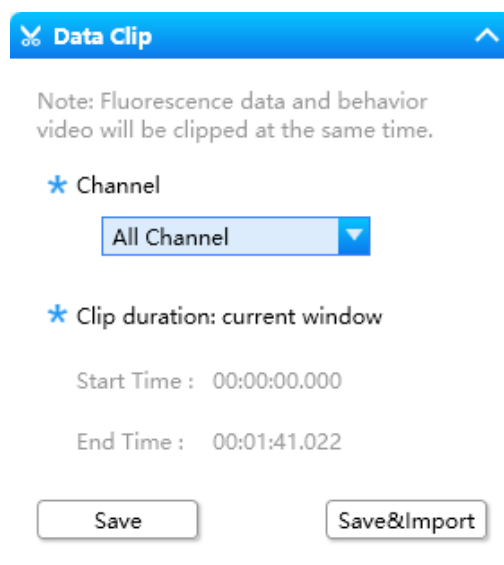 Data Clip
Note: Fluorescence data and behavior
video will be clipped at the same time.
* Channel
All Channel
* Clip duration: current window
Start Time : 00:00:00.000
End Time : 00:01:41.022
Save Save&Import